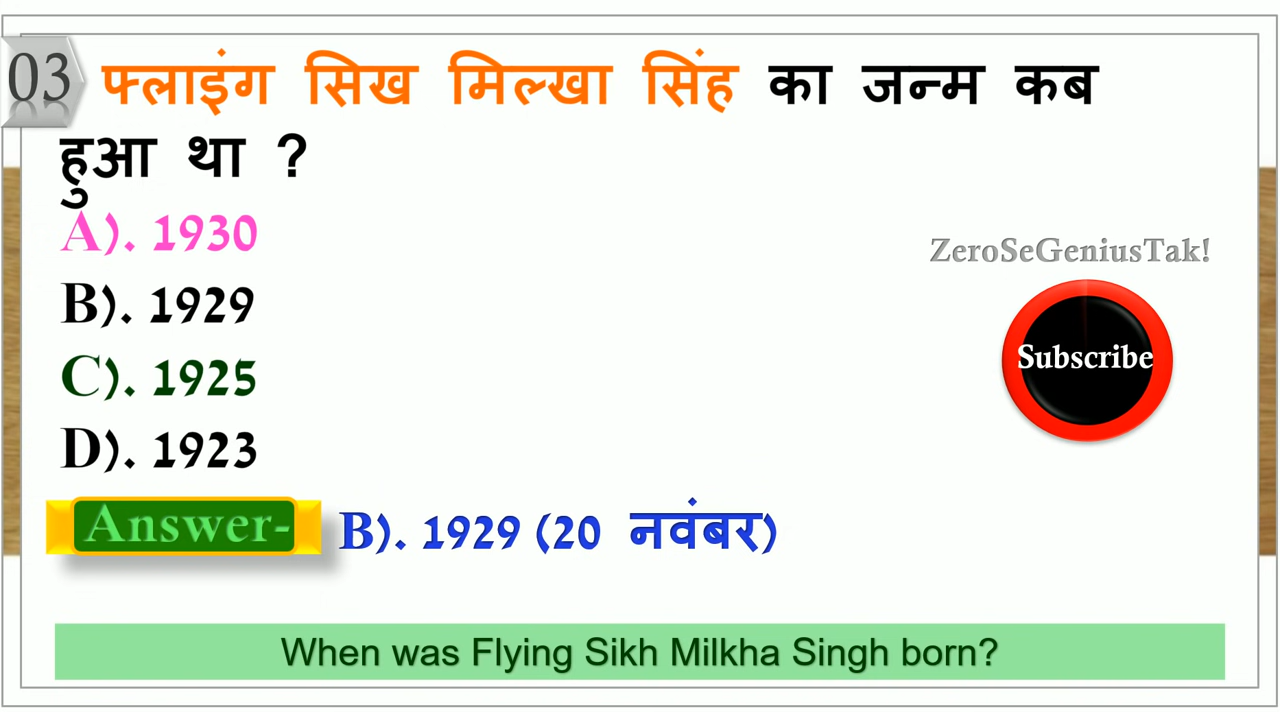 03
फ्लाइंग सिख मिल्खा सिंह का जन्म कब
हुआ था ?
A). 1930
B). 1929
C). 1925
D). 1923
ZeroSeGeniusTak!
Subscribe
Answer- B). 1929 (20 नवंबर)
When was Flying Sikh Milkha Singh born?